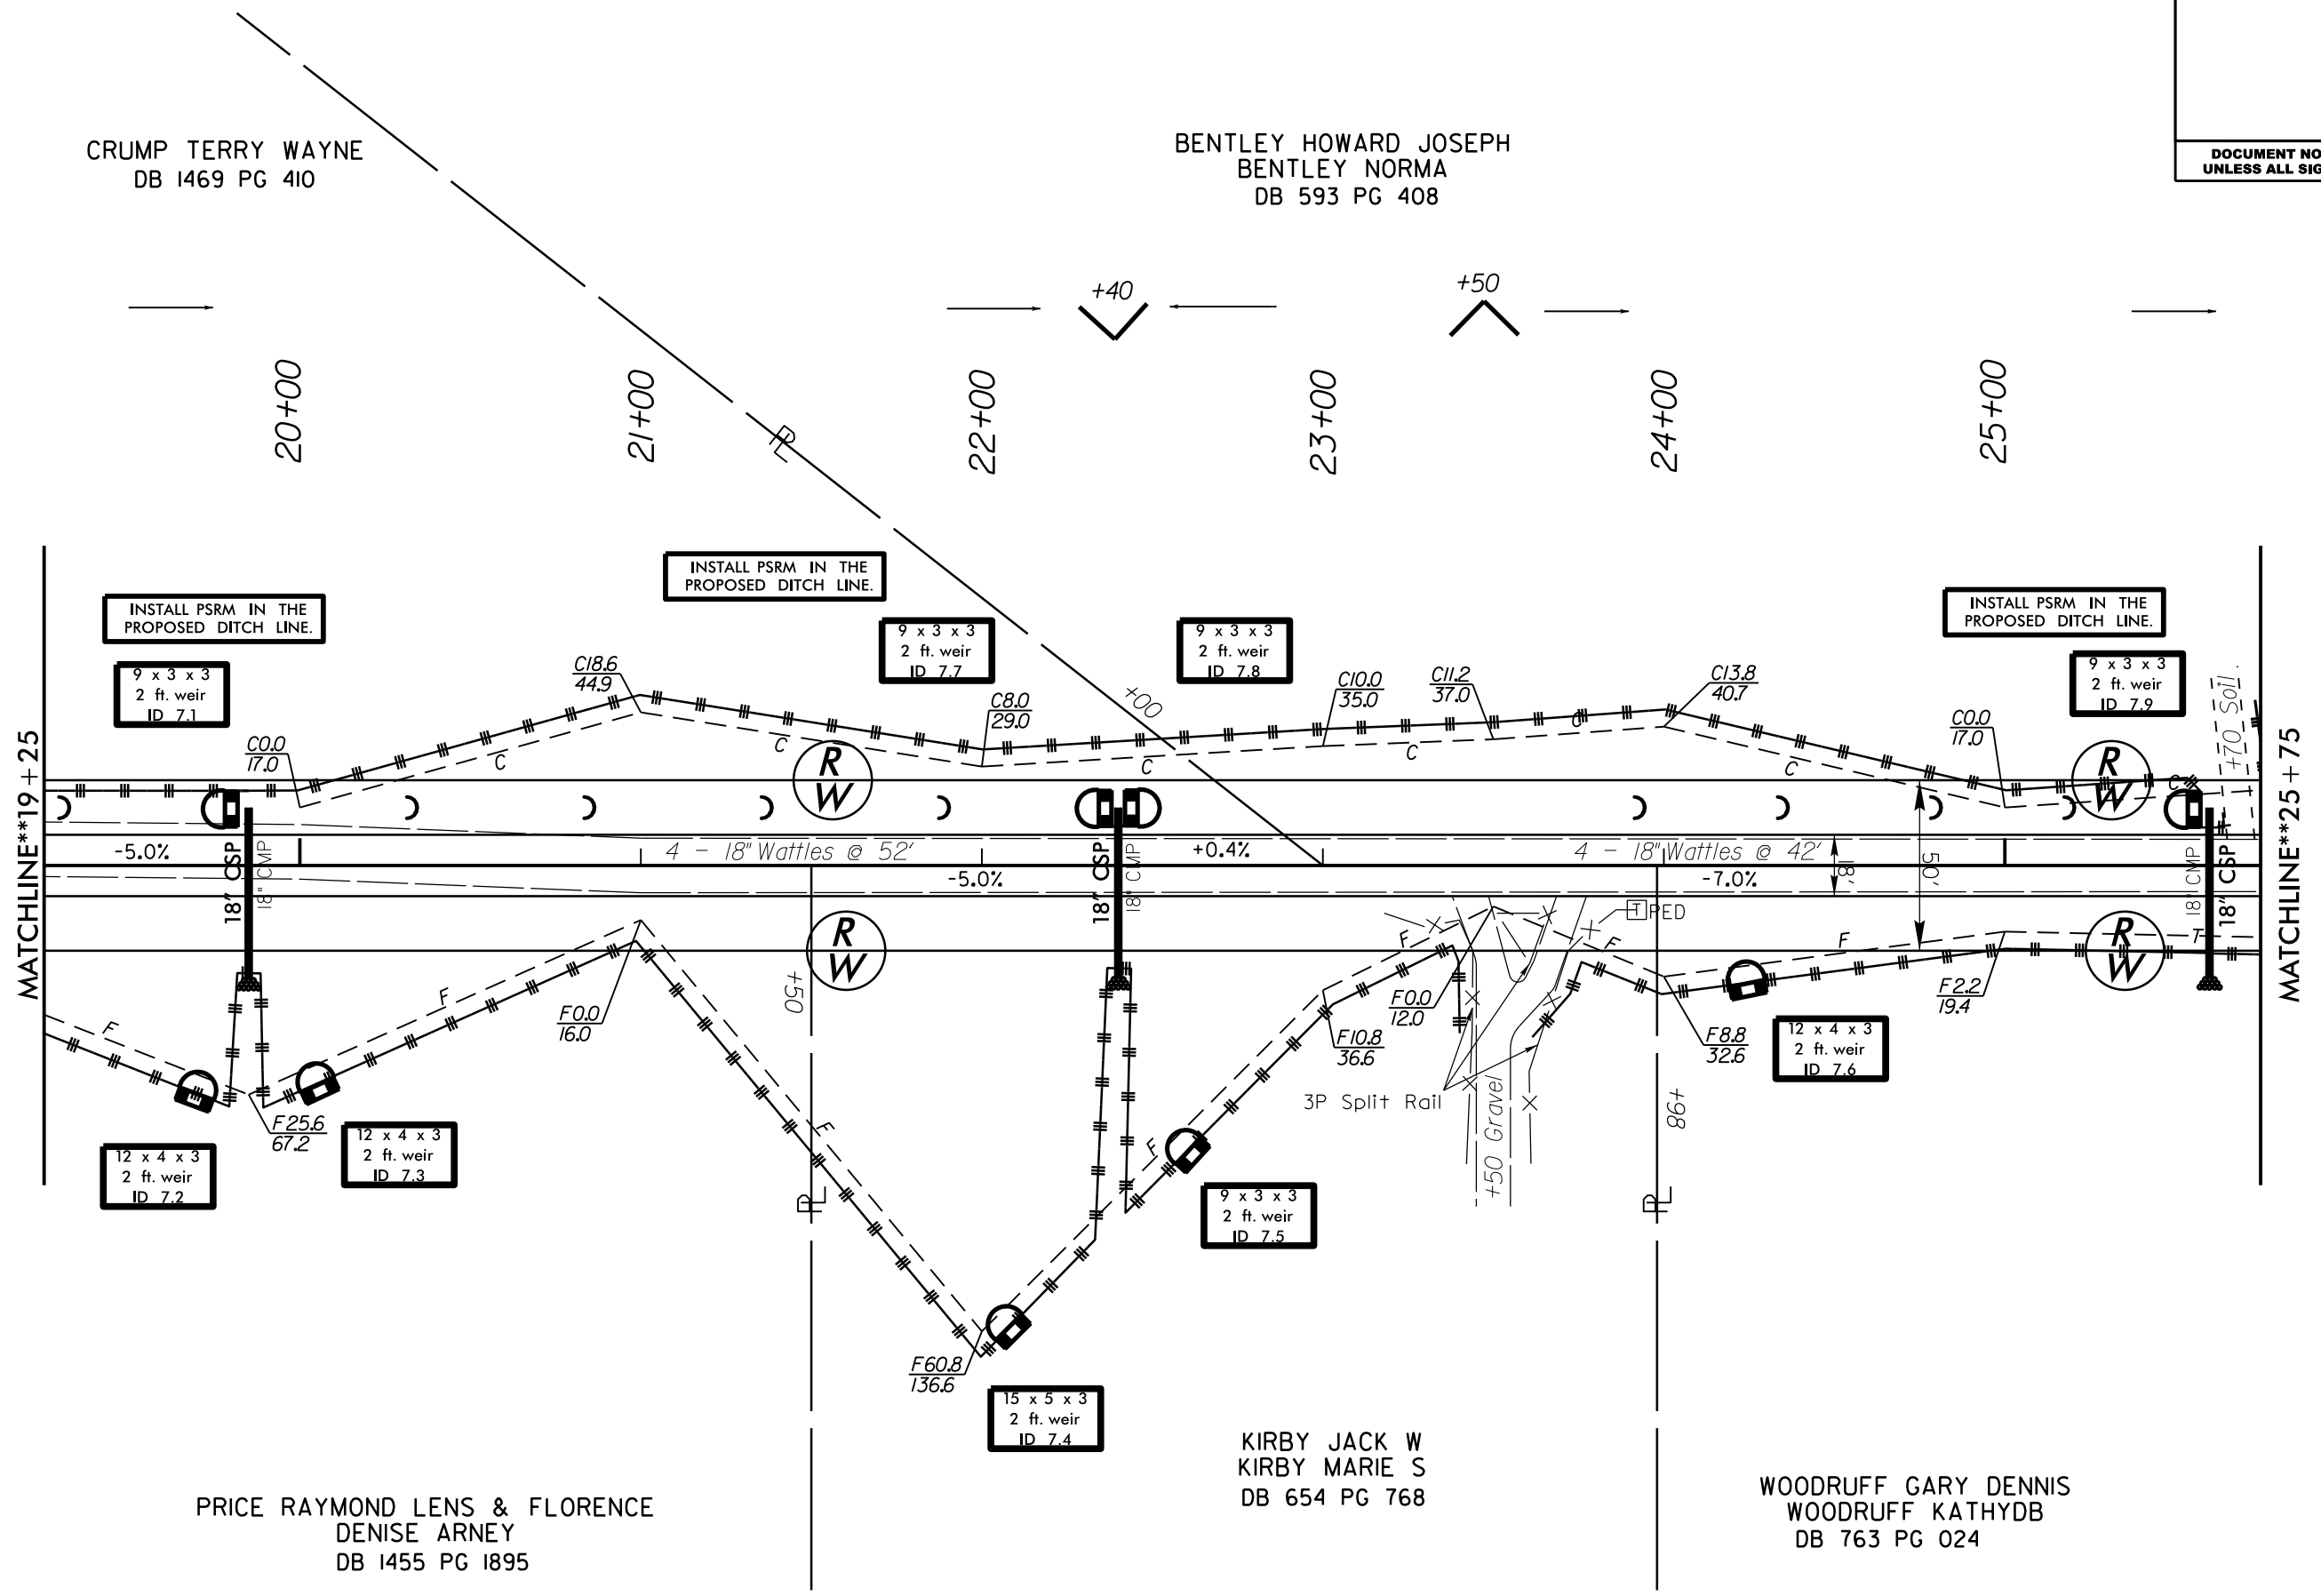 DOCUMENT NO
UNLESS ALL SIG
CRUMP TERRY WAYNE
DB 1469 PG 410
BENTLEY HOWARD JOSEPH
BENTLEY NORMA
DB 593 PG 408
+40
+50
20+00
21+00
PL
22+00
23+00
24+00
25+00
INSTALL PSRM IN THE
PROPOSED DITCH LINE.
INSTALL PSRM IN THE
PROPOSED DITCH LINE.
INSTALL PSRM IN THE
PROPOSED DITCH LINE.
9 x 3 x 3
2 ft. weir
ID 7.1
9 x 3 x 3
2 ft. weir
ID 7.7
9 x 3 x 3
2 ft. weir
ID 7.8
9 x 3 x 3
2 ft. weir
ID 7.9
C0.0
17.0
C18.6
44.9
C8.0
29.0
+00
C10.0
35.0
C11.2
37.0
C13.8
40.7
C0.0
17.0
+70 Soil
C
C
C
C
C
C
C
R
W
R
W
MATCHLINE**19+25
-5.0%
18" CSP
18" CMP
4 - 18" Wattles @ 52'
-5.0%
18" CSP
18" CMP
+0.4%
4 - 18" Wattles @ 42'
-7.0%
18'
50'
18" CMP
18" CSP
MATCHLINE**25+75
R
W
R
W
T PED
F
F
F
F
F
F
F
T
+50
F0.0
16.0
F0.0
12.0
F10.8
36.6
F8.8
32.6
F2.2
19.4
F25.6
67.2
3P Split Rail
+50 Gravel
+98
12 x 4 x 3
2 ft. weir
ID 7.2
12 x 4 x 3
2 ft. weir
ID 7.3
12 x 4 x 3
2 ft. weir
ID 7.6
9 x 3 x 3
2 ft. weir
ID 7.5
PL
PL
F60.8
136.6
15 x 5 x 3
2 ft. weir
ID 7.4
PRICE RAYMOND LENS & FLORENCE
DENISE ARNEY
DB 1455 PG 1895
KIRBY JACK W
KIRBY MARIE S
DB 654 PG 768
WOODRUFF GARY DENNIS
WOODRUFF KATHYDB
DB 763 PG 024